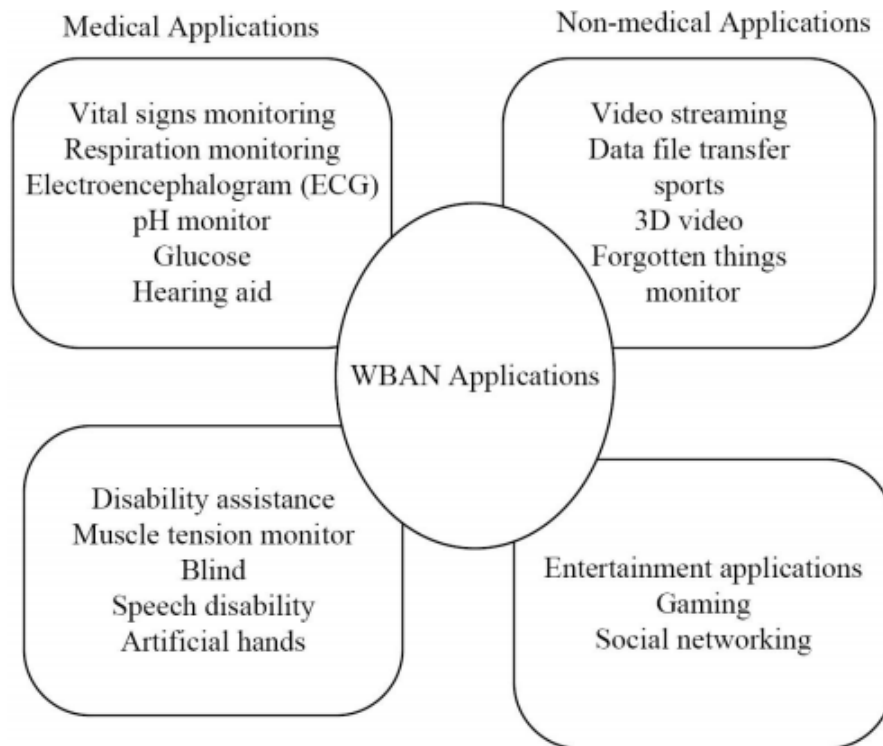 Medical Applications
Vital signs monitoring
Respiration monitoring
Electroencephalogram (ECG)
pH monitor
Glucose
Hearing aid
Non-medical Applications
Video streaming
Data file transfer
sports
3D video
Forgotten things
monitor
WBAN Applications
Disability assistance
Muscle tension monitor
Blind
Speech disability
Artificial hands
Entertainment applications
Gaming
Social networking